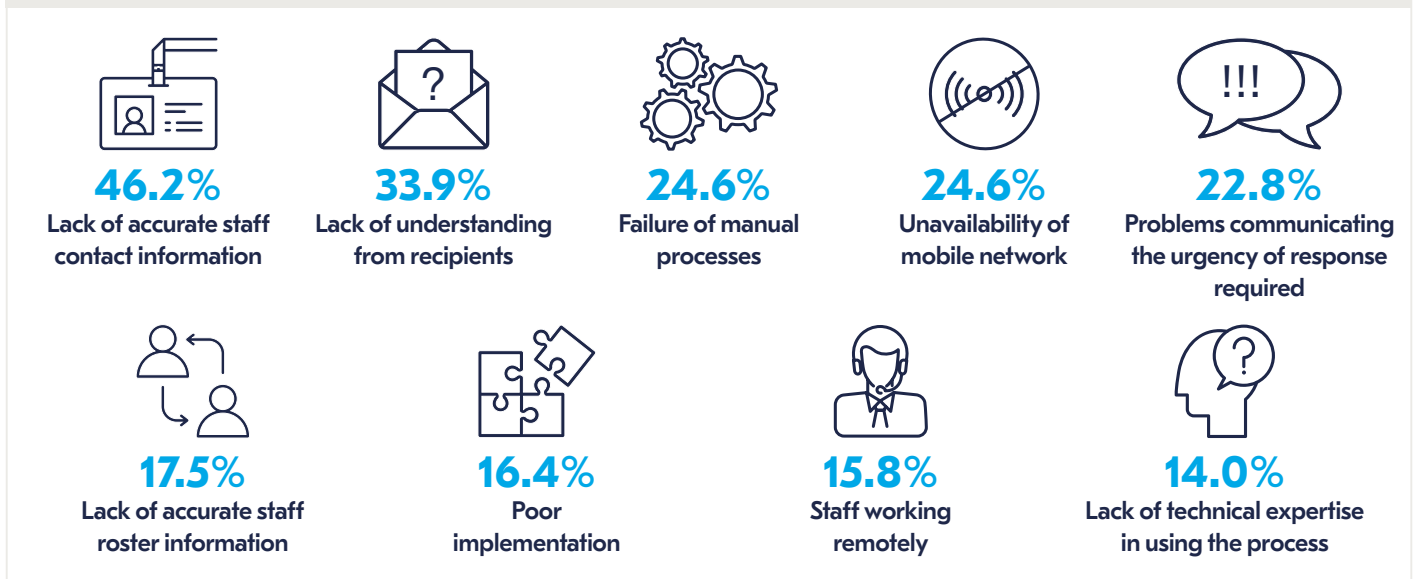 ?
!!!
46.2%
Lack of accurate staff
contact information
33.9%
Lack of understanding
from recipients
24.6%
Failure of manual
processes
24.6%
Unavailability of
mobile network
22.8%
Problems communicating
the urgency of response
required
?
17.5%
Lack of accurate staff
roster information
16.4%
Poor
implementation
15.8%
Staff working
remotely
14.0%
Lack of technical expertise
in using the process